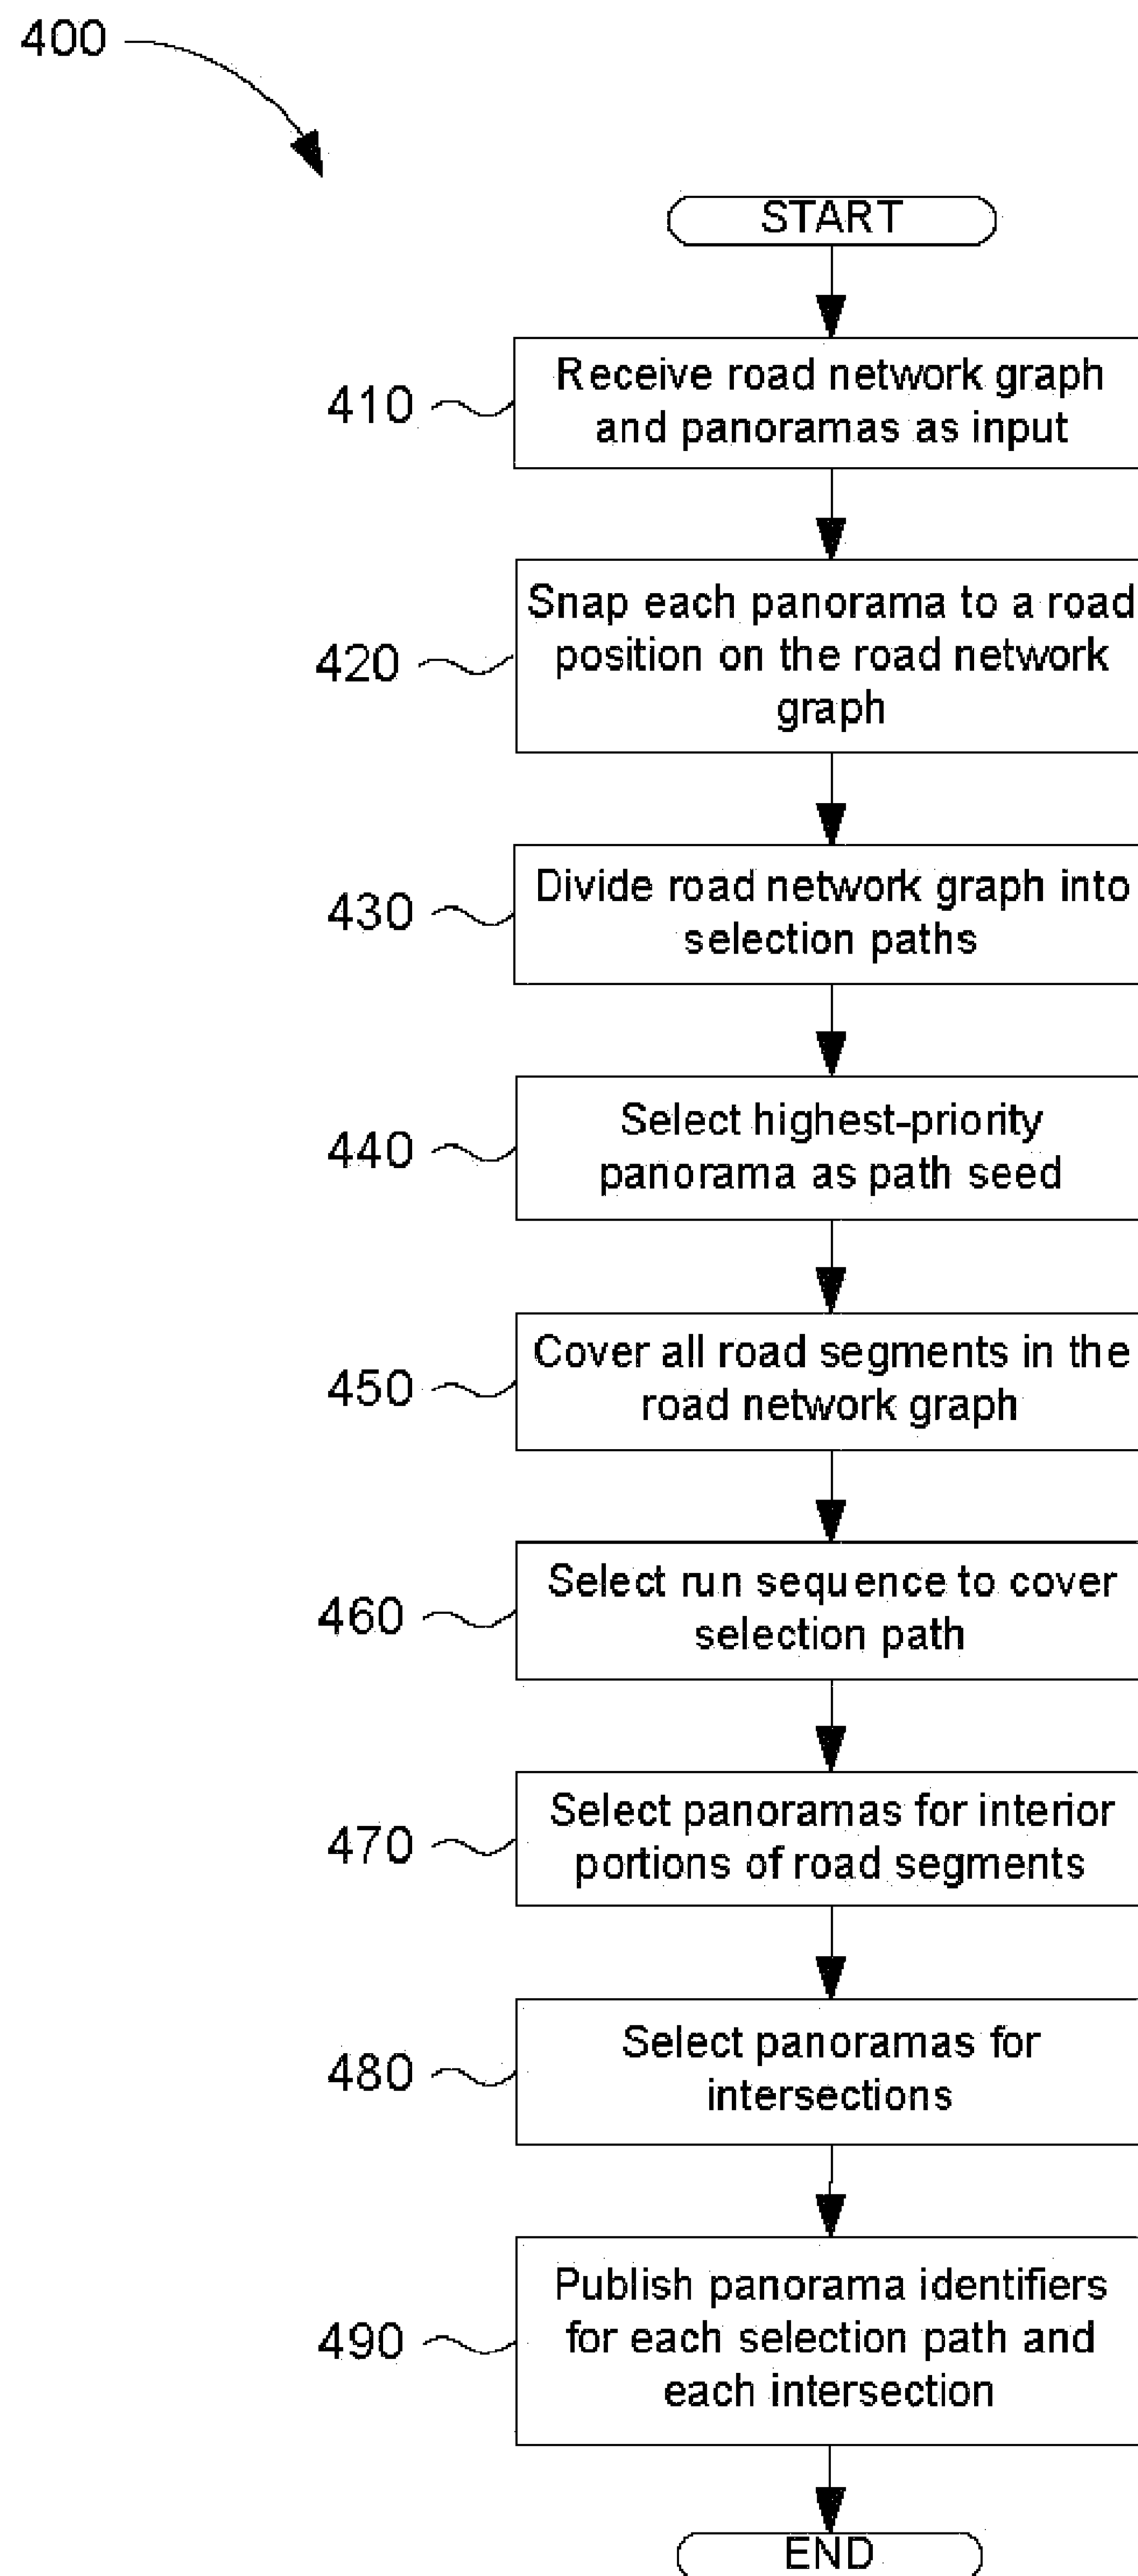 400
START
410
Receive road network graph
and panoramas as input
420
Snap each panorama to a road
position on the road network
graph
430
Divide road network graph into
selection paths
440
Select highest-priority
panorama as path seed
450
Cover all road segments in the
road network graph
460
Select run sequence to cover
selection path
470
Select panoramas for interior
portions of road segments
480
Select panoramas for
intersections
490
Publish panorama identifiers
for each selection path and
each intersection
END